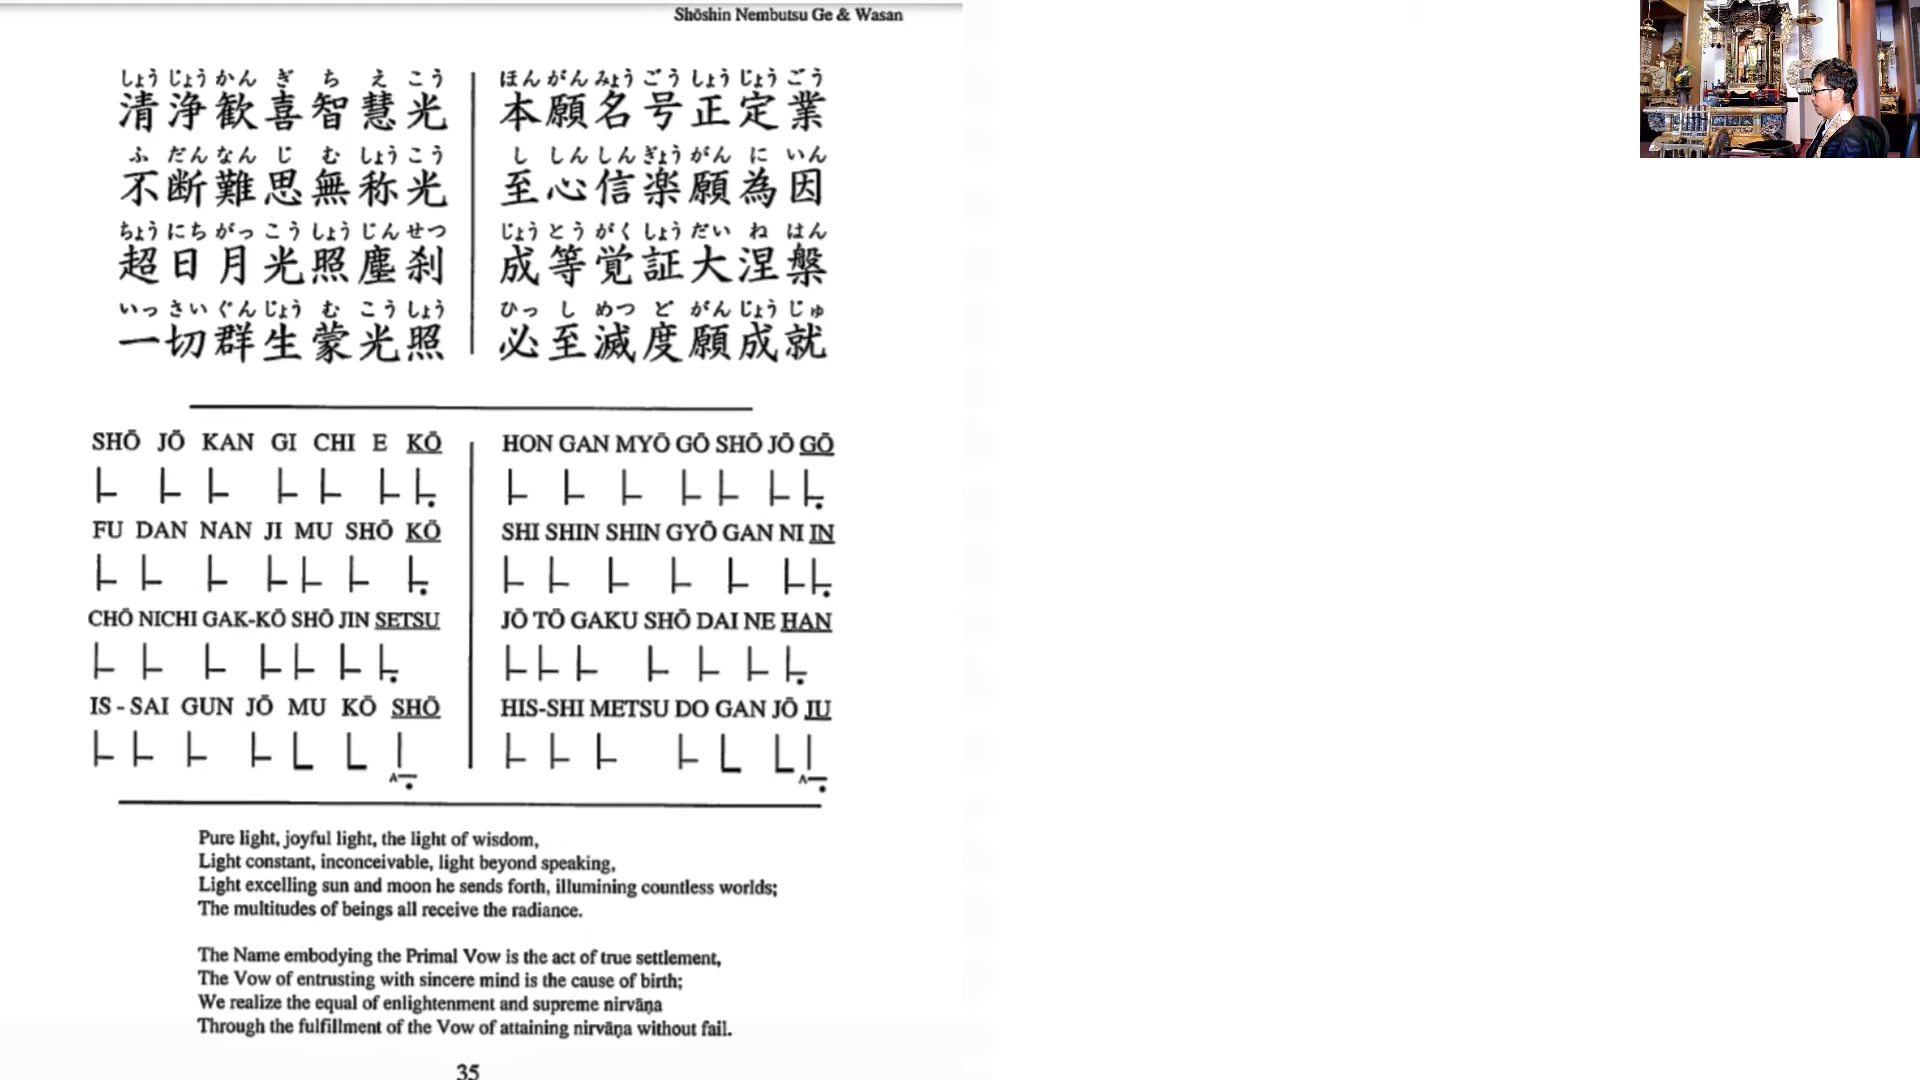 Shōshin Nembutsu Ge & Wasan
しょう じょう かん ぎ ち え こう
清浄歓喜智慧光
ふ だん なん じ む しょう こう
不断難思無称光
ちょう にち がっ こう しょう じん せつ
超日月光照塵刹
いっ さい ぐん じょう む こう しょう
一切群生蒙光照
ほん がん みょう ごう しょう じょう ごう
本願名号正定業
し しん しん ぎょう がん に いん
至心信楽願為因
じょう とう がく しょう だい ね はん
成等覚証大涅槃
ひっ し めつ ど がん じょう じゅ
必至滅度願成就
SHŌ JŌ KAN GI CHI E KŌ
FU DAN NAN JI MU SHŌ KŌ
CHŌ NICHI GAK-KŌ SHŌ JIN SETSU
IS - SAI GUN JŌ MU KŌ SHŌ
A
HON GAN MYŌ GŌ SHŌ JŌ GŌ
SHI SHIN SHIN GYŌ GAN NI IN
JŌ TŌ GAKU SHŌ DAI NE HAN
HIS-SHI METSU DO GAN JŌ JU
A
Pure light, joyful light, the light of wisdom,
Light constant, inconceivable, light beyond speaking,
Light excelling sun and moon he sends forth, illumining countless worlds;
The multitudes of beings all receive the radiance.
The Name embodying the Primal Vow is the act of true settlement,
The Vow of entrusting with sincere mind is the cause of birth;
We realize the equal of enlightenment and supreme nirvāṇa
Through the fulfillment of the Vow of attaining nirvāṇa without fail.
35